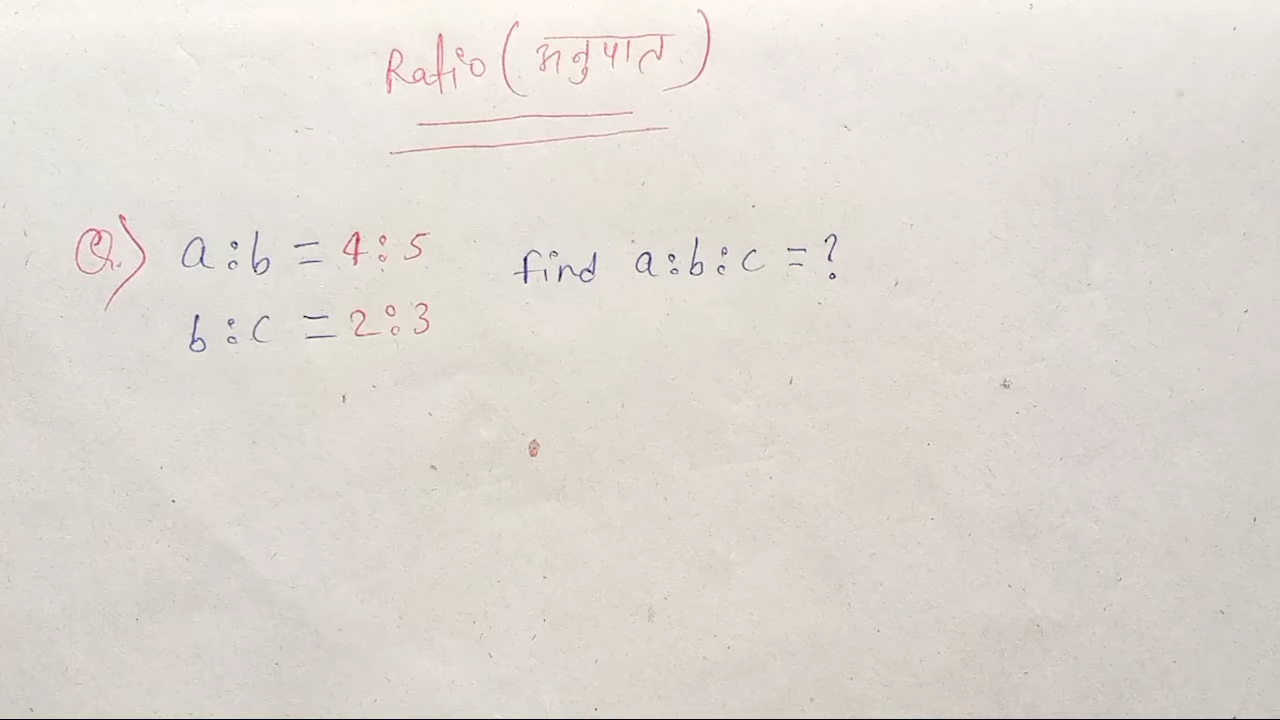 Ratio (अनुपात)
Q.) a:b = 4:5 find a:b:c = ?
b:c = 2:3